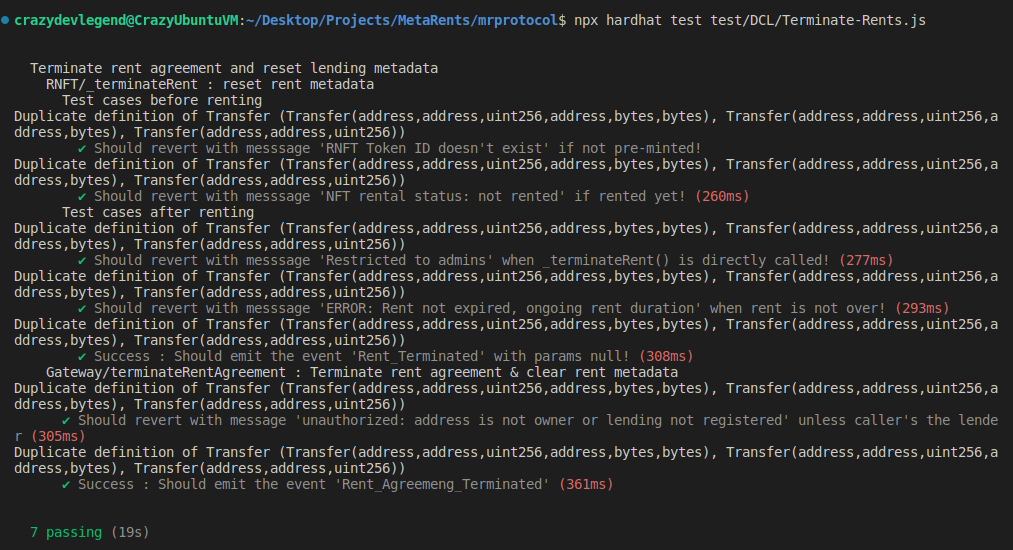 crazydevlegend@CrazyUbuntuVM:~/Desktop/Projects/MetaRents/mrprotocol$ npx hardhat test test/DCL/Terminate-Rents.js
Terminate rent agreement and reset lending metadata
RNFT/_terminateRent : reset rent metadata
Test cases before renting
Duplicate definition of Transfer (Transfer(address,address,uint256,address,bytes,bytes), Transfer(address,address,uint256,a
ddress,bytes), Transfer(address,address,uint256))
✔ Should revert with messsage 'RNFT Token ID doesn't exist' if not pre-minted!
Duplicate definition of Transfer (Transfer(address,address,uint256,address,bytes,bytes), Transfer(address,address,uint256,a
ddress,bytes), Transfer(address,address,uint256))
✔ Should revert with messsage 'NFT rental status: not rented' if rented yet! (260ms)
Test cases after renting
Duplicate definition of Transfer (Transfer(address,address,uint256,address,bytes,bytes), Transfer(address,address,uint256,a
ddress,bytes), Transfer(address,address,uint256))
✔ Should revert with messsage 'Restricted to admins' when _terminateRent() is directly called! (277ms)
Duplicate definition of Transfer (Transfer(address,address,uint256,address,bytes,bytes), Transfer(address,address,uint256,a
ddress,bytes), Transfer(address,address,uint256))
✔ Should revert with messsage 'ERROR: Rent not expired, ongoing rent duration' when rent is not over! (293ms)
Duplicate definition of Transfer (Transfer(address,address,uint256,address,bytes,bytes), Transfer(address,address,uint256,a
ddress,bytes), Transfer(address,address,uint256))
✔ Success : Should emit the event 'Rent_Terminated' with params null! (308ms)
Gateway/terminateRentAgreement : Terminate rent agreement & clear rent metadata
Duplicate definition of Transfer (Transfer(address,address,uint256,address,bytes,bytes), Transfer(address,address,uint256,a
ddress,bytes), Transfer(address,address,uint256))
✔ Should revert with message 'unauthorized: address is not owner or lending not registered' unless caller's the lende
r (305ms)
Duplicate definition of Transfer (Transfer(address,address,uint256,address,bytes,bytes), Transfer(address,address,uint256,a
ddress,bytes), Transfer(address,address,uint256))
✔ Success : Should emit the event 'Rent_Agreemeng_Terminated' (361ms)
7 passing (19s)